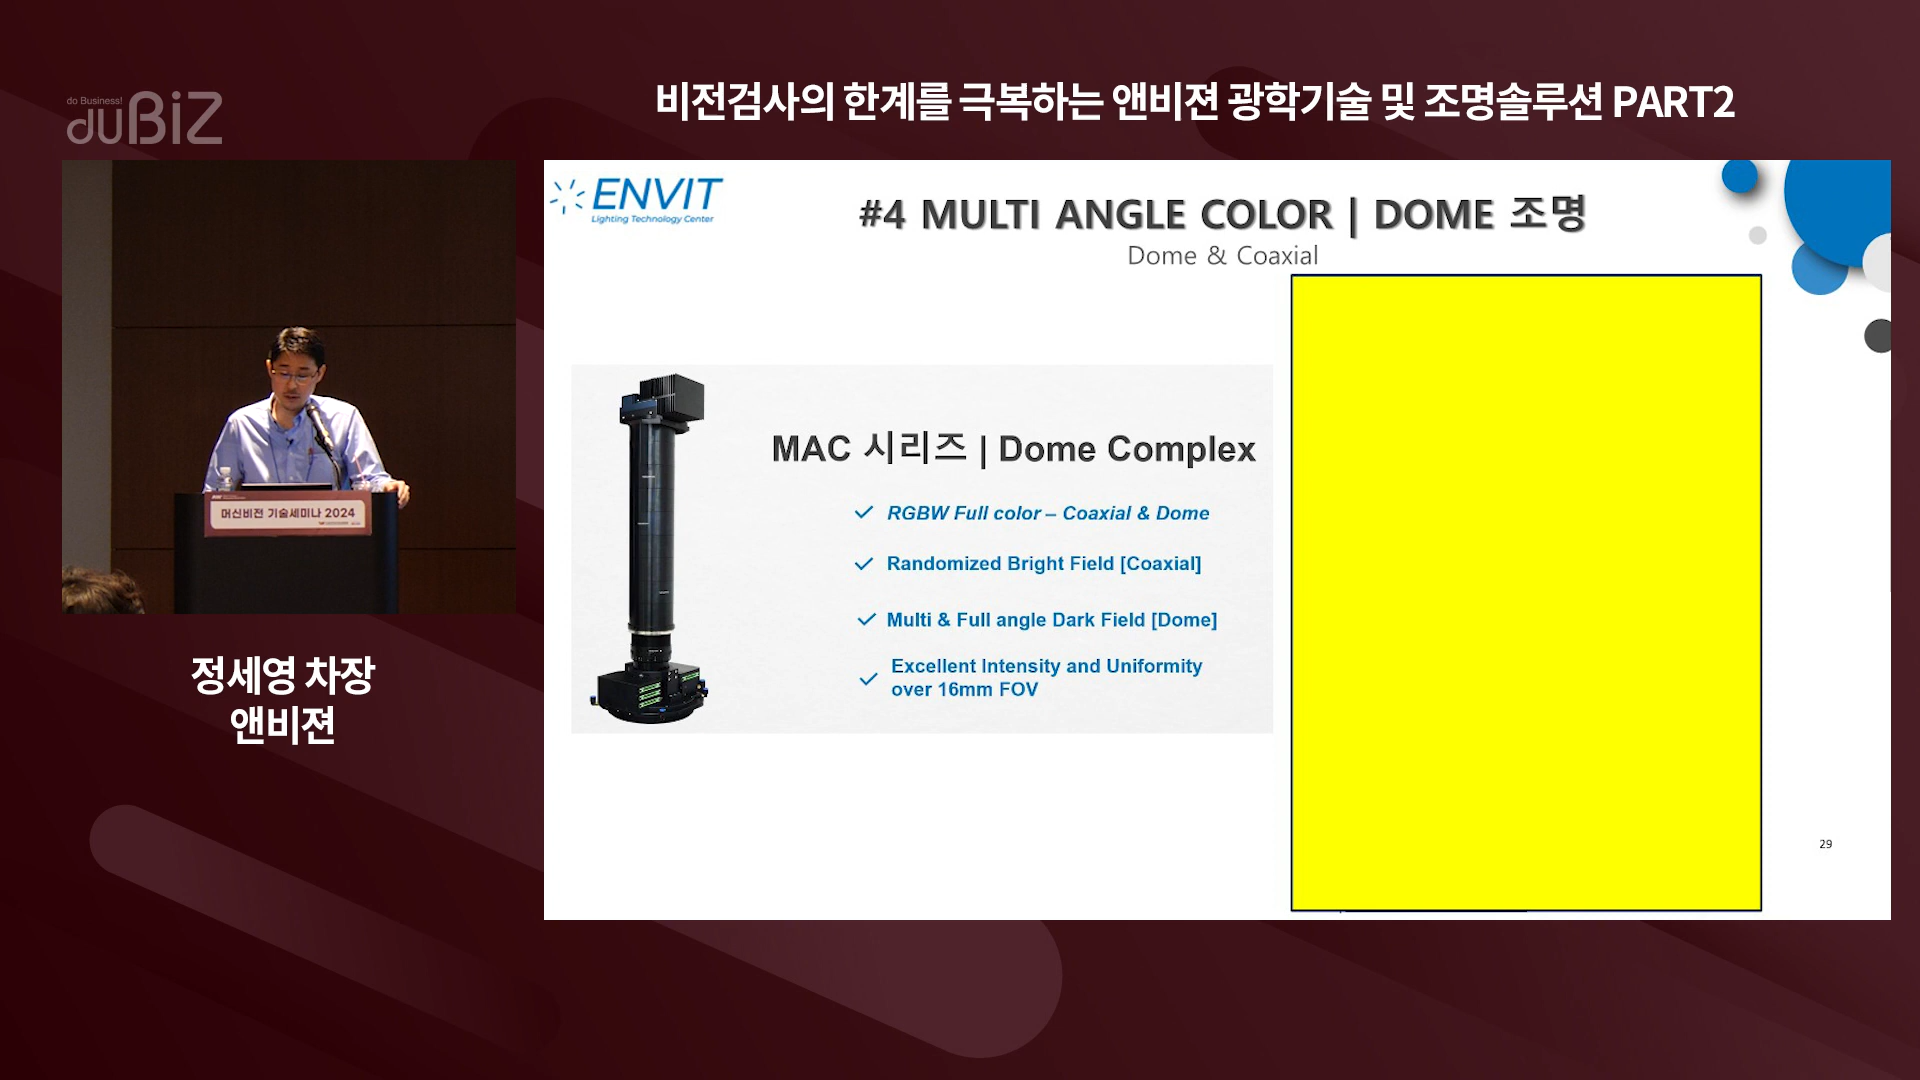 do Business!
duBiZ
비전검사의 한계를 극복하는 앤비젼 광학기술 및 조명솔루션 PART2
ENVIT
Lighting Technology Center
#4 MULTI ANGLE COLOR | DOME 조명
Dome & Coaxial
MAC 시리즈 | Dome Complex
RGBW Full color – Coaxial & Dome
Randomized Bright Field [Coaxial]
Multi & Full angle Dark Field [Dome]
Excellent Intensity and Uniformity
over 16mm FOV
29
머신비전 기술세미나 2024
정세영 차장
앤비젼